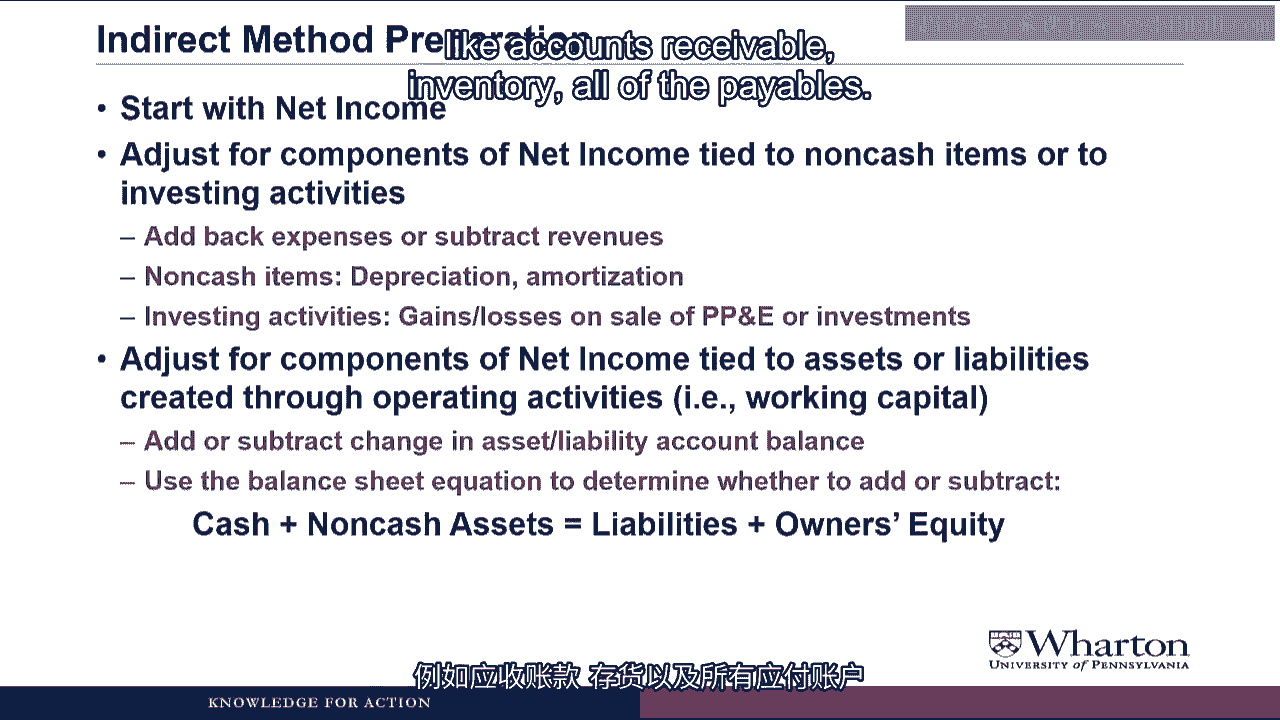 Indirect Method Preparation
like accounts receivable,
inventory, all of the payables.
• Start with Net Income
• Adjust for components of Net Income tied to noncash items or to
investing activities
– Add back expenses or subtract revenues
– Noncash items: Depreciation, amortization
– Investing activities: Gains/losses on sale of PP&E or investments
• Adjust for components of Net Income tied to assets or liabilities
created through operating activities (i.e., working capital)
– Add or subtract change in asset/liability account balance
– Use the balance sheet equation to determine whether to add or subtract:
Cash + Noncash Assets = Liabilities + Owners’ Equity
Wharton
UNIVERSITY of PENNSYLVANIA
例如应收账款 存货以及所有应付账户
KNOWLEDGE FOR ACTION